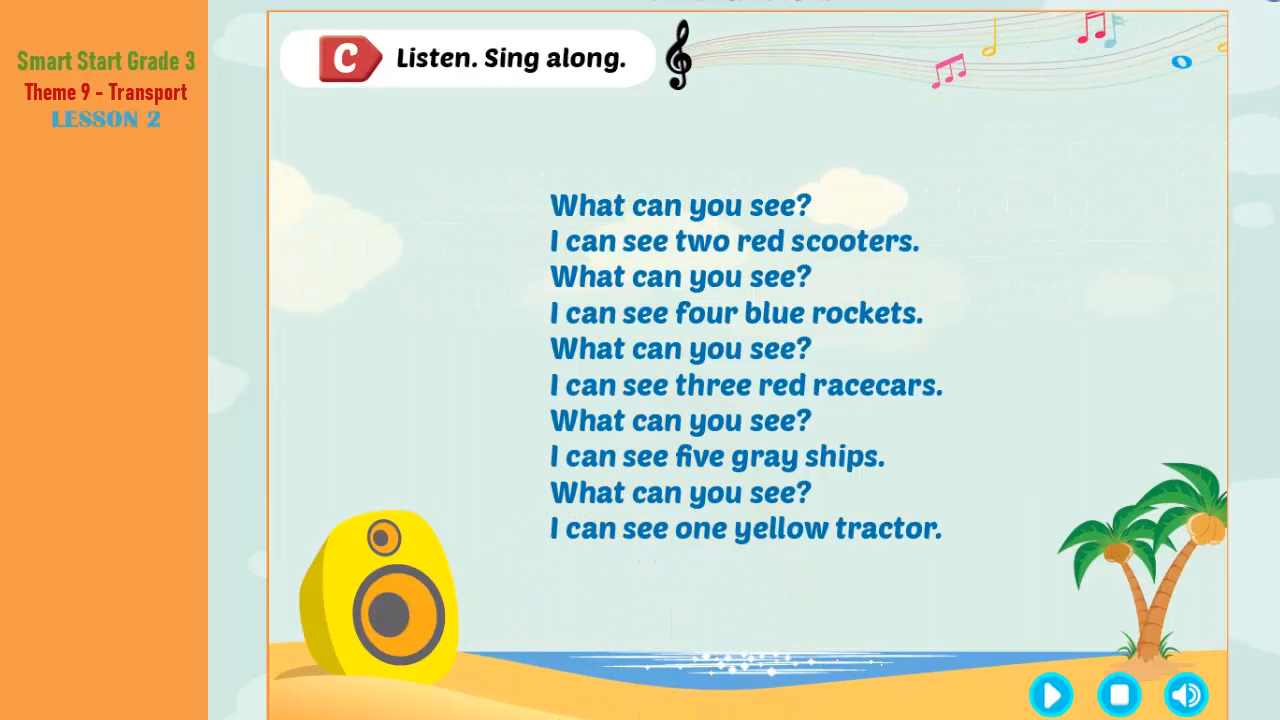 Smart Start Grade 3
Theme 9 - Transport
LESSON 2
C Listen. Sing along.
What can you see?
I can see two red scooters.
What can you see?
I can see four blue rockets.
What can you see?
I can see three red racecars.
What can you see?
I can see five gray ships.
What can you see?
I can see one yellow tractor.